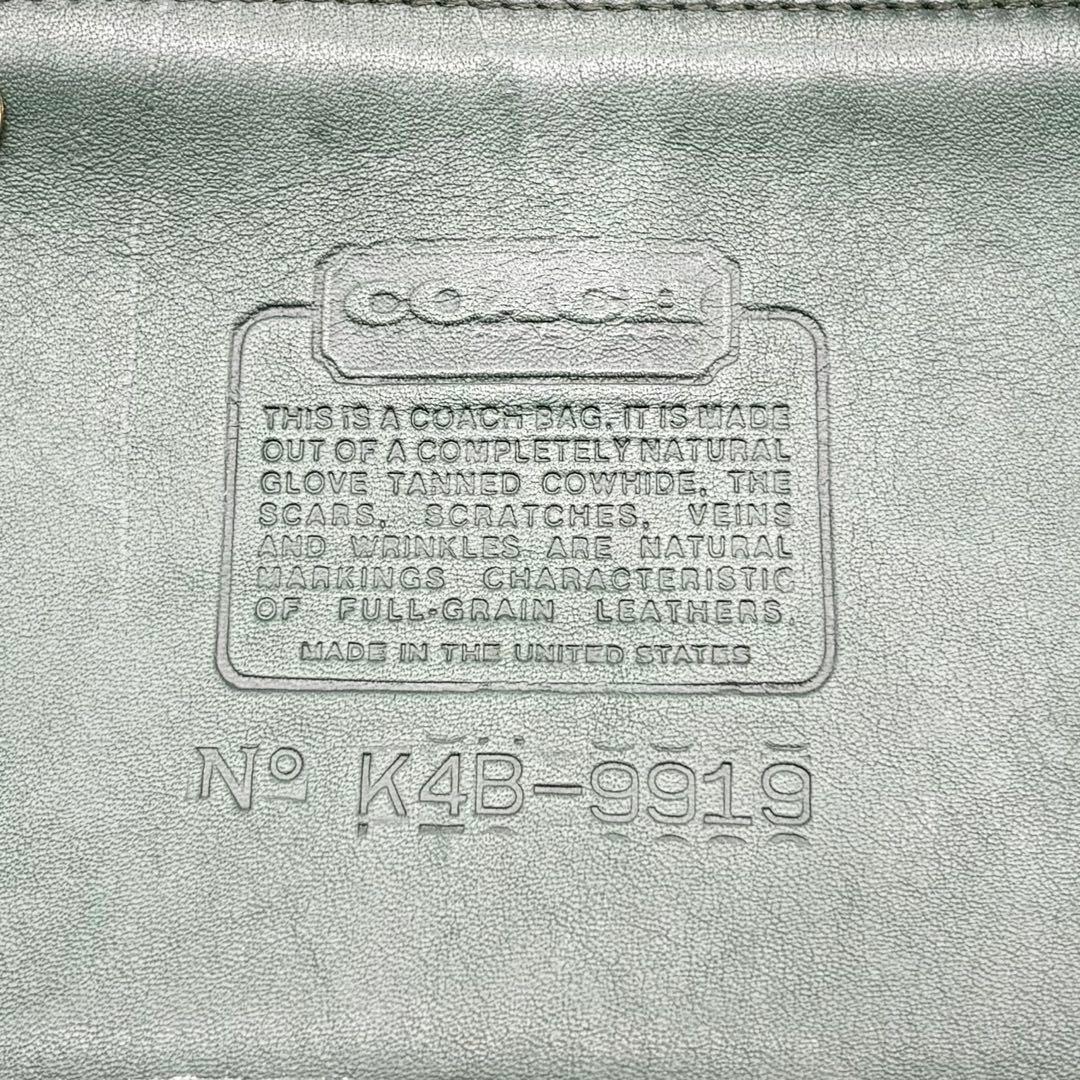 COACH
THIS IS A COACH BAG. IT IS MADE
OUT OF A COMPLETELY NATURAL
GLOVE TANNED COWHIDE. THE
SCARS, SCRATCHES, VEINS
AND WRINKLES ARE NATURAL
MARKINGS CHARACTERISTIC
OF FULL-GRAIN LEATHERS.
MADE IN THE UNITED STATES
Nº K4B-9919